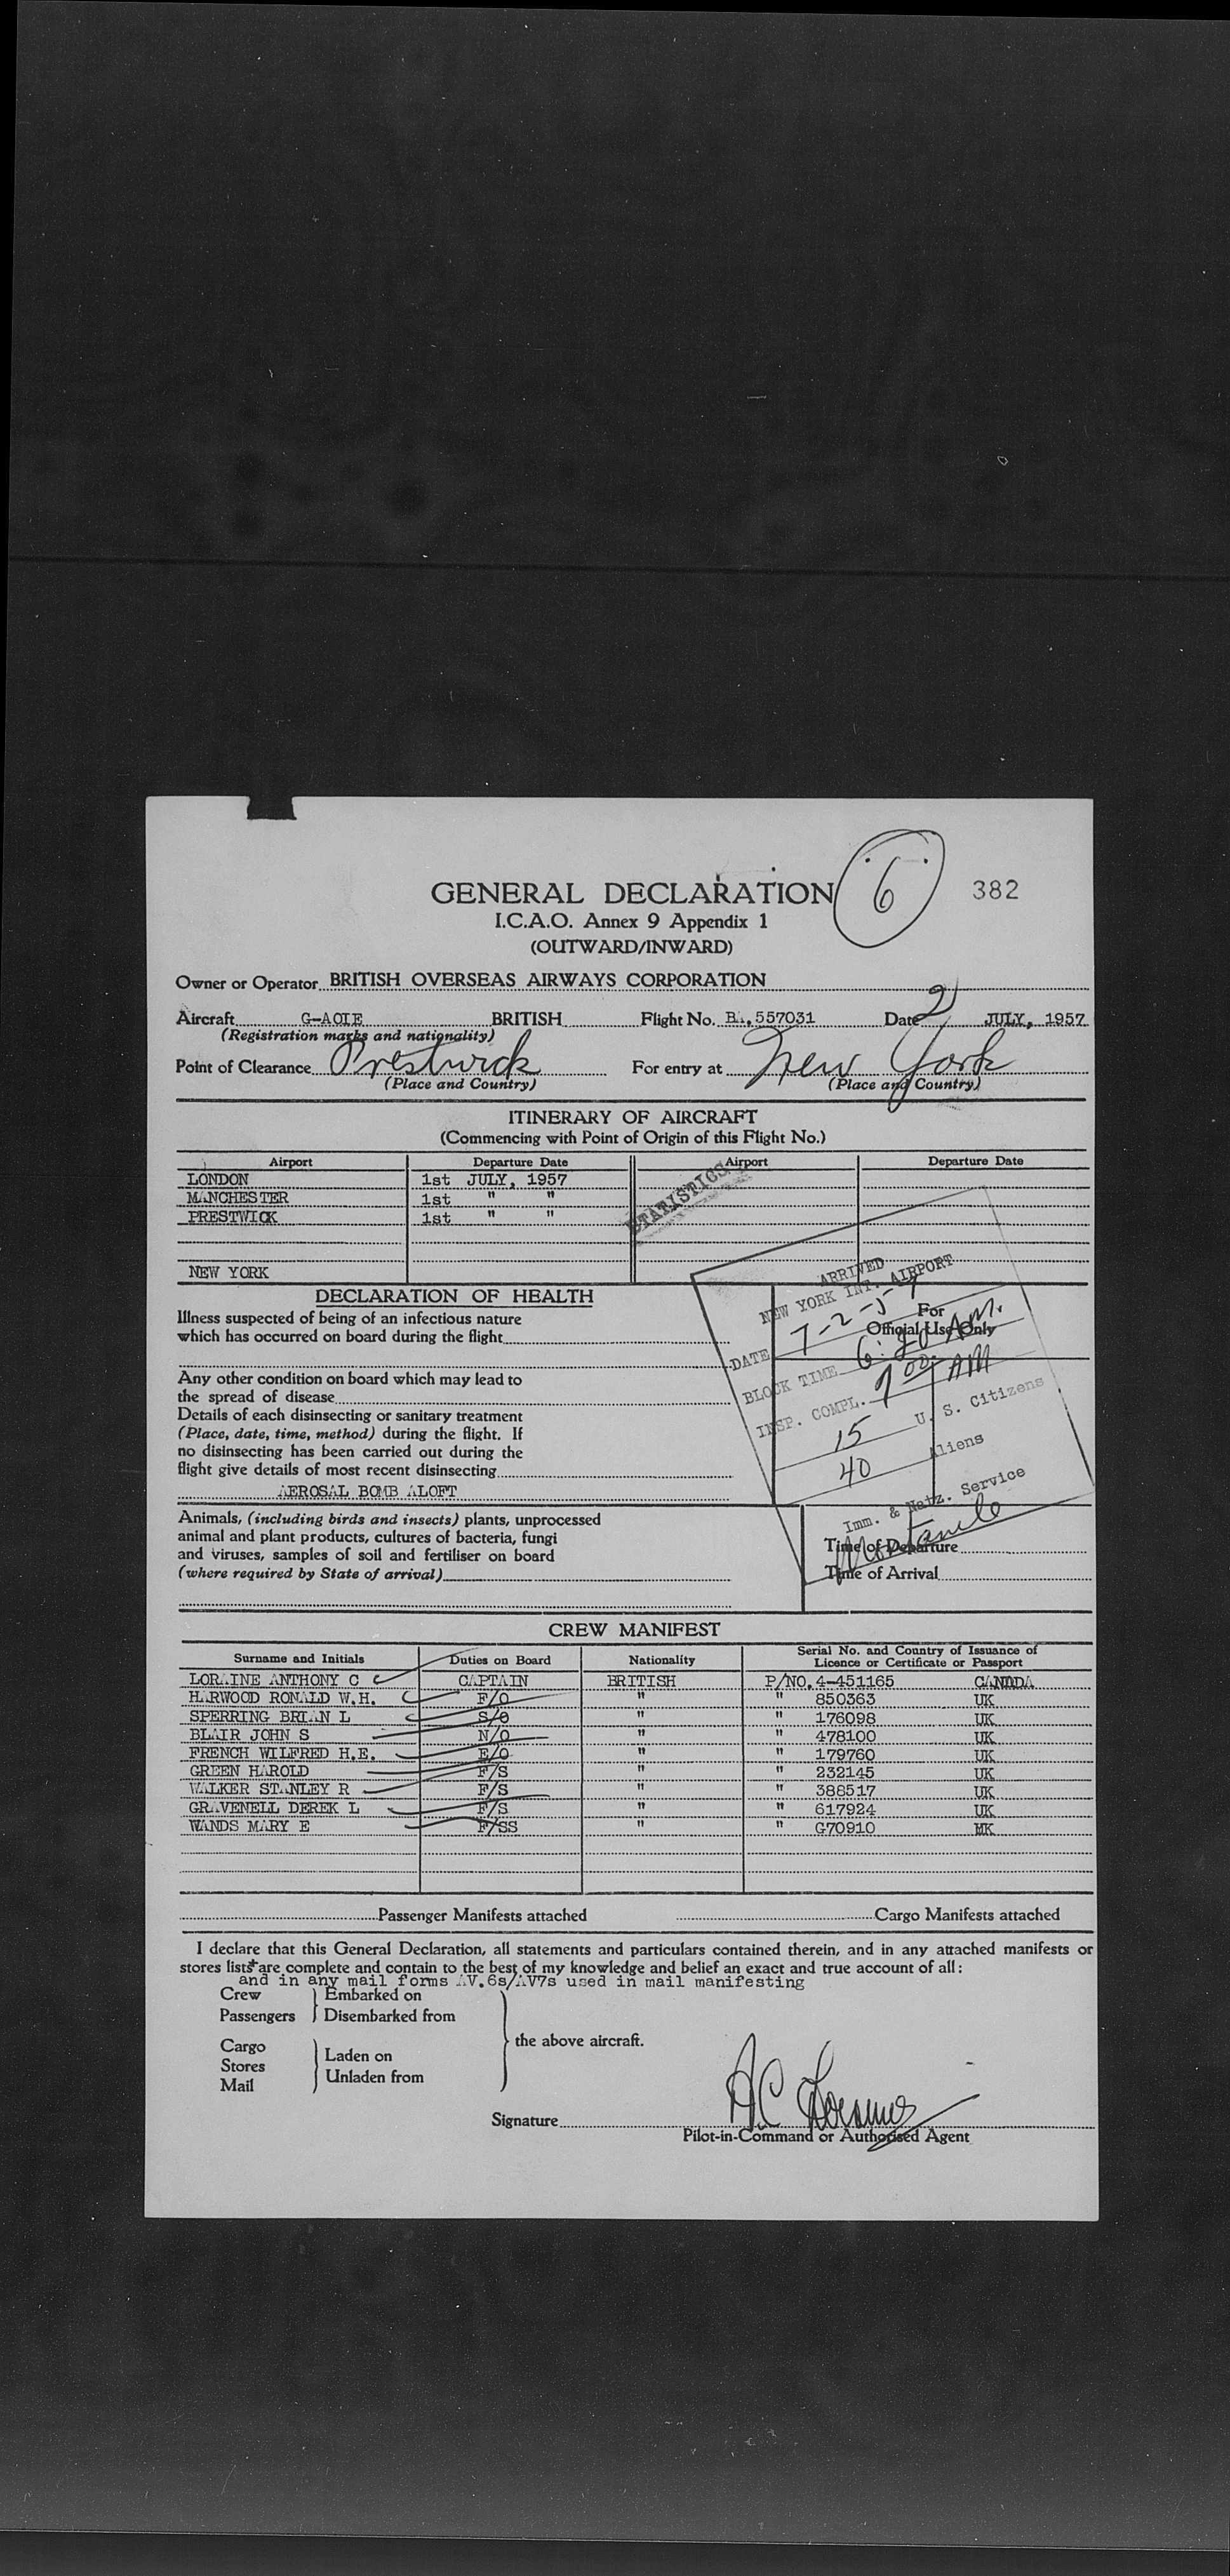 6
382
GENERAL DECLARATION
I.C.A.O. Annex 9 Appendix 1
(OUTWARD/INWARD)
Owner or Operator BRITISH OVERSEAS AIRWAYS CORPORATION
Aircraft G-AOIE BRITISH Flight No. BA.557031 Date 2 JULY, 1957
(Registration marks and nationality)
Point of Clearance Prestwick For entry at New York
(Place and Country) (Place and Country)
ITINERARY OF AIRCRAFT
(Commencing with Point of Origin of this Flight No.)
Airport Departure Date Airport Departure Date
LONDON 1st JULY, 1957
MANCHESTER 1st " "
PRESTWICK 1st " "
STATISTICS
NEW YORK
DECLARATION OF HEALTH
Illness suspected of being of an infectious nature
which has occurred on board during the flight
Any other condition on board which may lead to
the spread of disease
Details of each disinsecting or sanitary treatment
(Place, date, time, method) during the flight. If
no disinsecting has been carried out during the
flight give details of most recent disinsecting
AEROSAL BOMB ALOFT
For
Official Use Only
ARRIVED
NEW YORK INT. AIRPORT
DATE 7-2-57
BLOCK TIME 6:20 A.M.
INSP. COMPL. 7 00 AM
15 U. S. Citizens
40 Aliens
Imm. & Natz. Service
Animals, (including birds and insects) plants, unprocessed
animal and plant products, cultures of bacteria, fungi
and viruses, samples of soil and fertiliser on board
(where required by State of arrival)
Time of Departure
Time of Arrival
CREW MANIFEST
Surname and Initials Duties on Board Nationality Serial No. and Country of Issuance of Licence or Certificate or Passport
LORAINE ANTHONY C CAPTAIN BRITISH P/NO. 4-451165 CANADA
HARWOOD RONALD W.H. F/O " " 850363 UK
SPERRING BRIAN L S/O " " 176098 UK
BLAIR JOHN S N/O " " 478100 UK
FRENCH WILFRED H.E. E/O " " 179760 UK
GREEN HAROLD F/S " " 232145 UK
WALKER STANLEY R F/S " " 388517 UK
GRAVENELL DEREK L F/S " " 617924 UK
WANDS MARY E F/SS " " G70910 UK
Passenger Manifests attached Cargo Manifests attached
I declare that this General Declaration, all statements and particulars contained therein, and in any attached manifests or
stores lists are complete and contain to the best of my knowledge and belief an exact and true account of all:
and in any mail forms AV.6s/AV7s used in mail manifesting
Crew Embarked on
Passengers Disembarked from
the above aircraft.
Cargo
Stores Laden on
Mail Unladen from
Signature AC Loraine
Pilot-in-Command or Authorised Agent